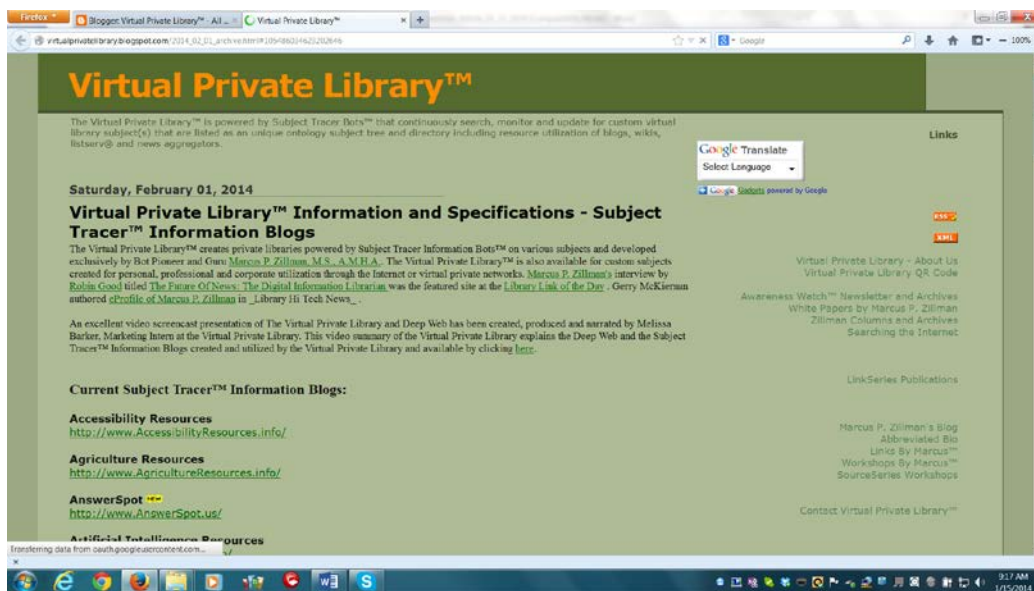 Firefox
Blogger: Virtual Private Library™ - All ...
Virtual Private Library™
virtualprivatelibrary.blogspot.com/2014_02_01_archive.html#
Google
100%
Virtual Private Library™
The Virtual Private Library™ is powered by Subject Tracer Bots™ that continuously search, monitor and update for custom virtual
library subject(s) that are listed as an unique ontology subject tree and directory including resource utilization of blogs, wikis,
listserv® and news aggregators.
Links
Google Translate
Select Language
Google Gadgets powered by Google
Saturday, February 01, 2014
Virtual Private Library™ Information and Specifications - Subject
Tracer™ Information Blogs
The Virtual Private Library™ creates private libraries powered by Subject Tracer Information Bots™ on various subjects and developed
exclusively by Bot Pioneer and Guru Marcus P. Zillman, M.S., A.M.H.A.. The Virtual Private Library™ is also available for custom subjects
created for personal, professional and corporate utilization through the Internet or virtual private networks. Marcus P. Zillman's interview by
Robin Good titled The Future Of News: The Digital Information Librarian was the featured site at the Library Link of the Day . Gerry McKiernan
authored eProfile of Marcus P. Zillman in _Library Hi Tech News_ .
An excellent video screencast presentation of The Virtual Private Library and Deep Web has been created, produced and narrated by Melissa
Barker, Marketing Intern at the Virtual Private Library. This video summary of the Virtual Private Library explains the Deep Web and the Subject
Tracer™ Information Blogs created and utilized by the Virtual Private Library and available by clicking here.
Current Subject Tracer™ Information Blogs:
Accessibility Resources
http://www.AccessibilityResources.info/
Agriculture Resources
http://www.AgricultureResources.info/
AnswerSpot NEW
http://www.AnswerSpot.us/
Artificial Intelligence Resources
RSS
XML
Virtual Private Library - About Us
Virtual Private Library QR Code
Awareness Watch™ Newsletter and Archives
White Papers by Marcus P. Zillman
Zillman Columns and Archives
Searching the Internet
LinkSeries Publications
Marcus P. Zillman's Blog
Abbreviated Bio
Links By Marcus™
Workshops By Marcus™
SourceSeries Workshops
Contact Virtual Private Library™
Transferring data from oauth.googleusercontent.com...
9:17 AM
1/15/2014